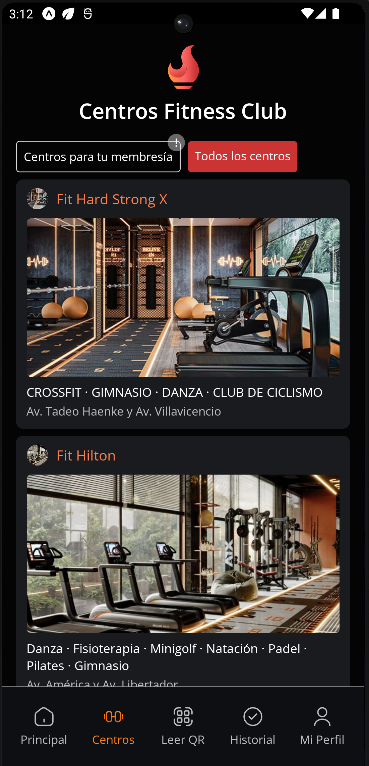 3:12
Centros Fitness Club
Centros para tu membresía
!
Todos los centros
Fit Hard Strong X
CROSSFIT · GIMNASIO · DANZA · CLUB DE CICLISMO
Av. Tadeo Haenke y Av. Villavicencio
Fit Hilton
Danza · Fisioterapia · Minigolf · Natación · Padel ·
Pilates · Gimnasio
Av. América y Av. Libertador
Principal
Centros
Leer QR
Historial
Mi Perfil